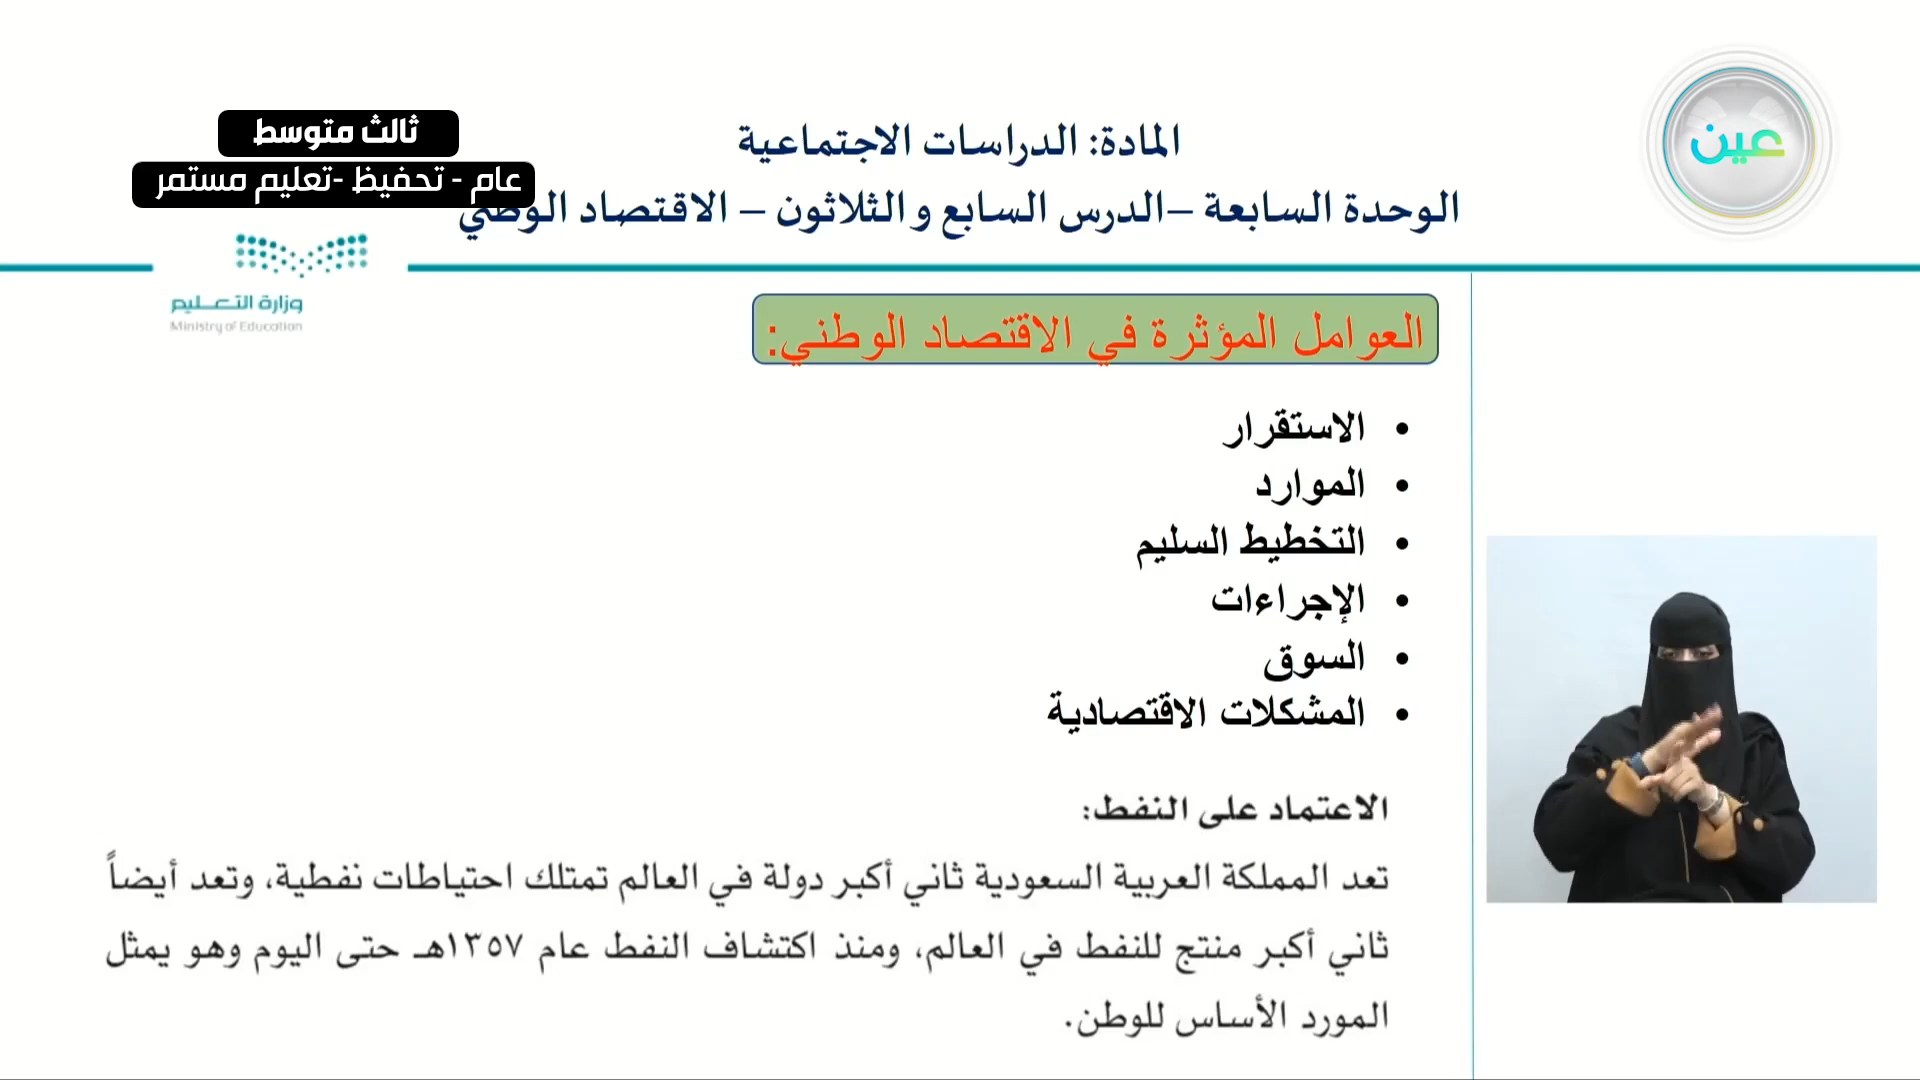 عين
المادة: الدراسات الاجتماعية
ثالث متوسط
عام - تحفيظ -تعليم مستمر
الوحدة السابعة –الدرس السابع والثلاثون – الاقتصاد الوطني
وزارة التعليم
Ministry of Education
العوامل المؤثرة في الاقتصاد الوطني:
• الاستقرار
• الموارد
• التخطيط السليم
• الإجراءات
• السوق
• المشكلات الاقتصادية
الاعتماد على النفط:
تعد المملكة العربية السعودية ثاني أكبر دولة في العالم تمتلك احتياطات نفطية، وتعد أيضاً
ثاني أكبر منتج للنفط في العالم، ومنذ اكتشاف النفط عام ١٣٥٧هـ حتى اليوم وهو يمثل
المورد الأساس للوطن.